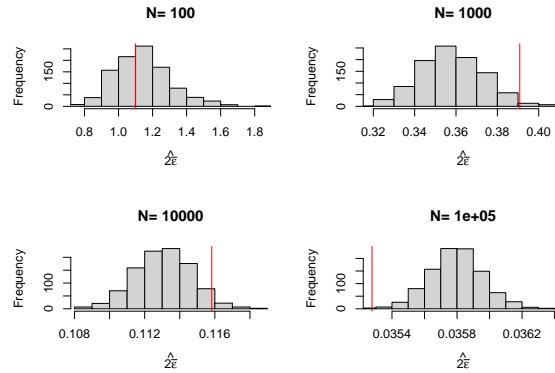 N= 100
Frequency
0 150
0.8 1.0 1.2 1.4 1.6 1.8
2ε̂
N= 1000
Frequency
0 150
0.32 0.34 0.36 0.38 0.40
2ε̂
N= 10000
Frequency
0 100
0.108 0.112 0.116
2ε̂
N= 1e+05
Frequency
0 100
0.0354 0.0358 0.0362
2ε̂